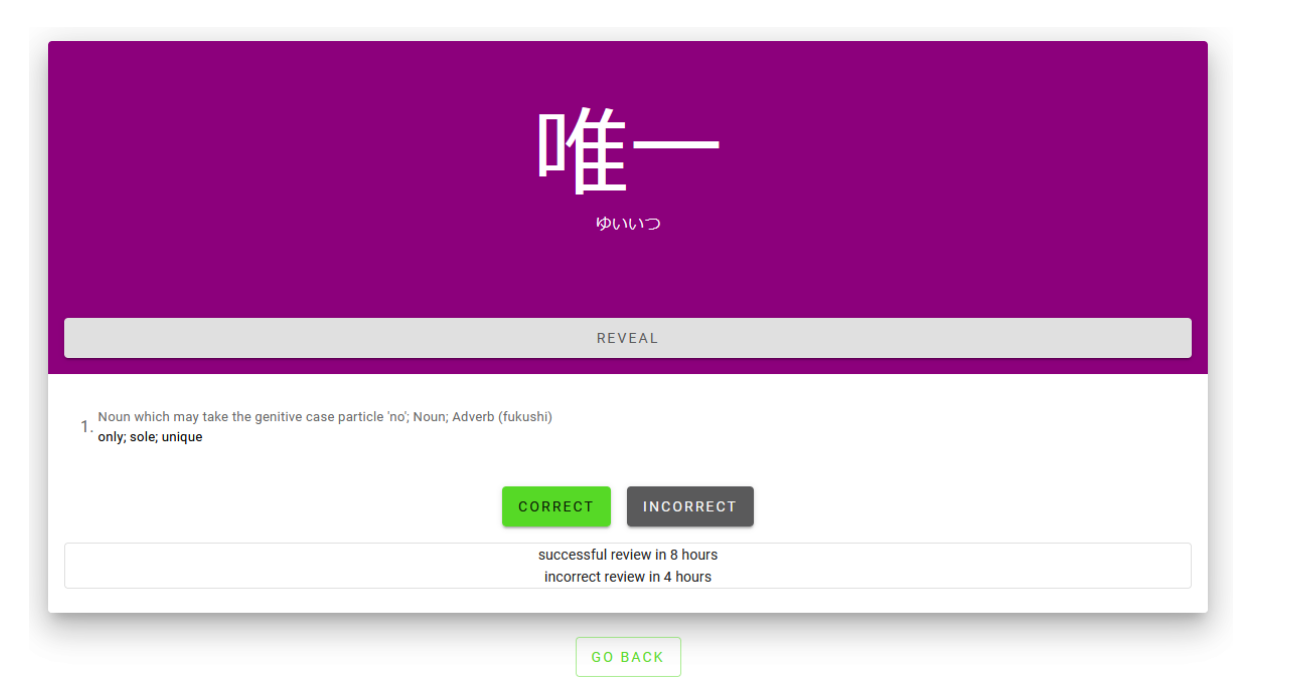 唯一
ゆいいつ
REVEAL
1. Noun which may take the genitive case particle 'no'; Noun; Adverb (fukushi)
only; sole; unique
CORRECT INCORRECT
successful review in 8 hours
incorrect review in 4 hours
GO BACK